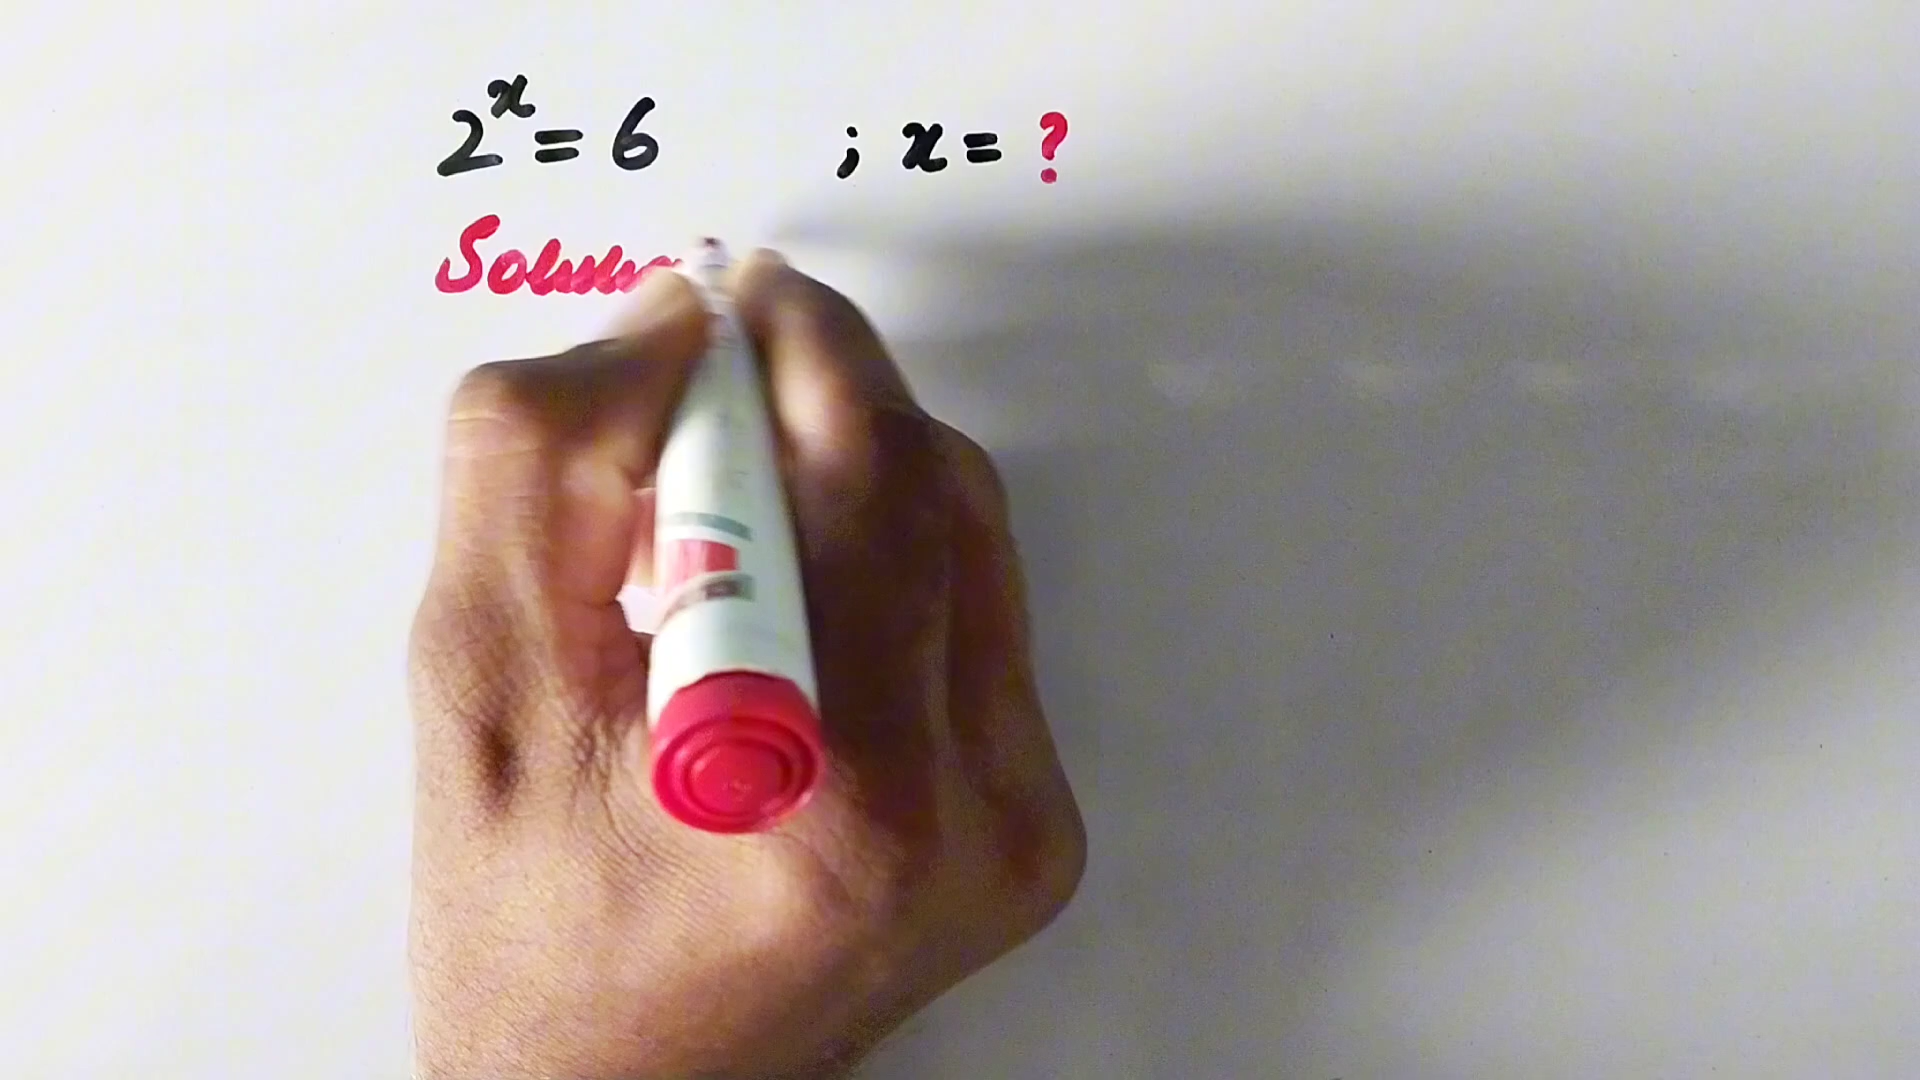 2^x = 6 ; x = ?